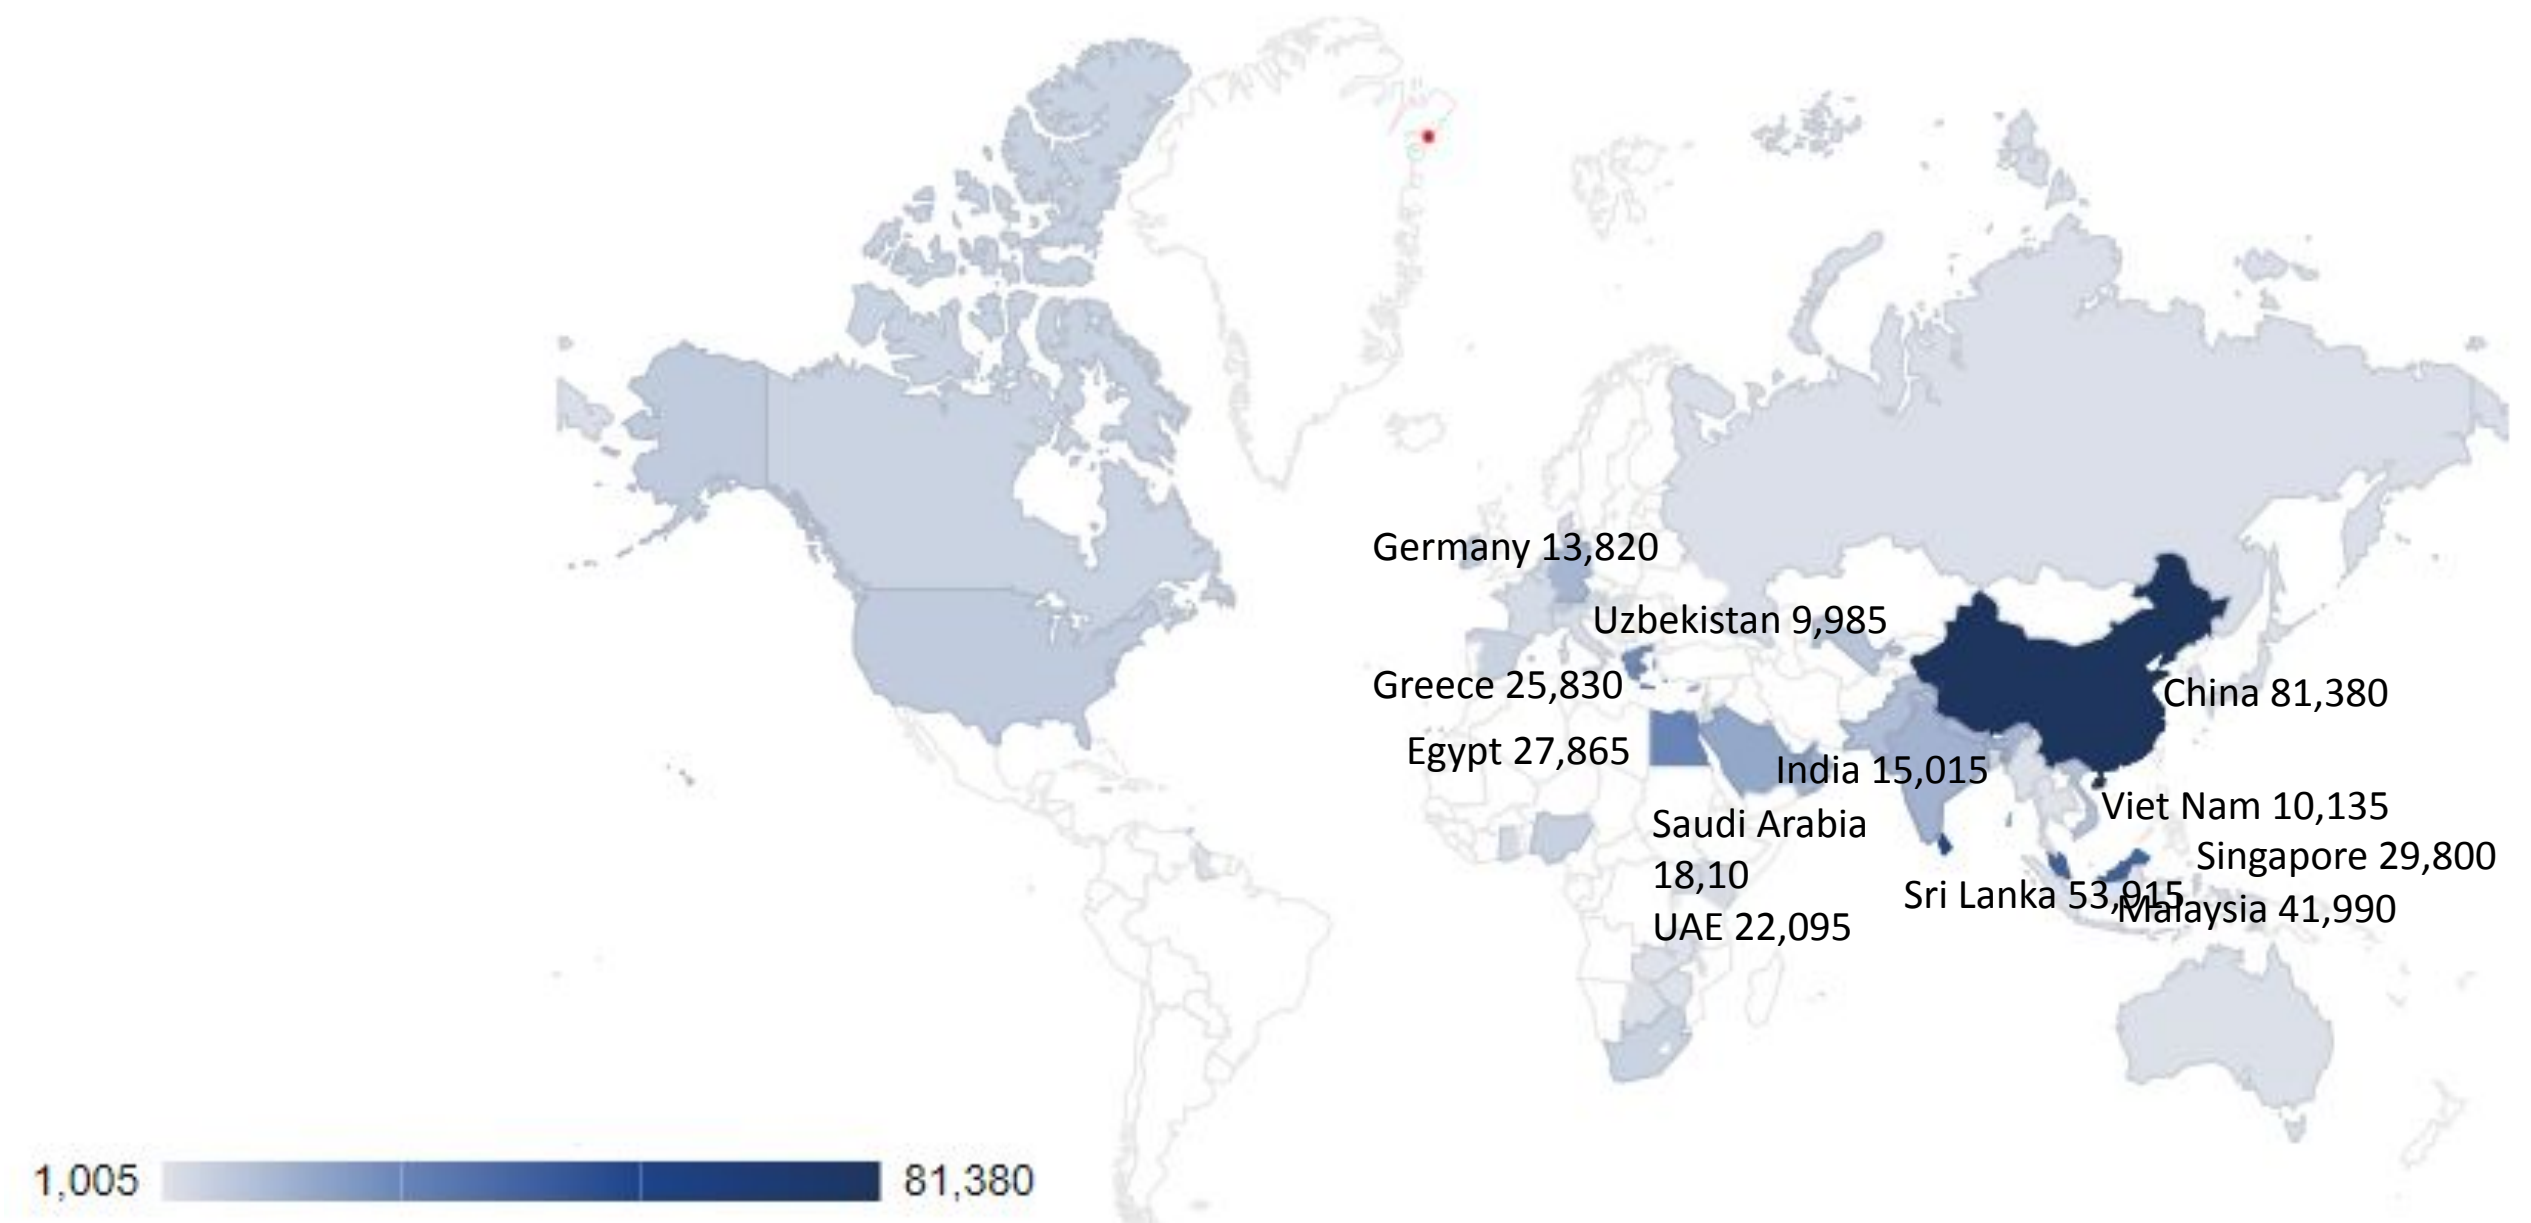 Germany 13,820
Uzbekistan 9,985
Greece 25,830
China 81,380
Egypt 27,865
India 15,015
Viet Nam 10,135
Saudi Arabia
18,10
Singapore 29,800
Sri Lanka 53,915
Malaysia 41,990
UAE 22,095
1,005
81,380